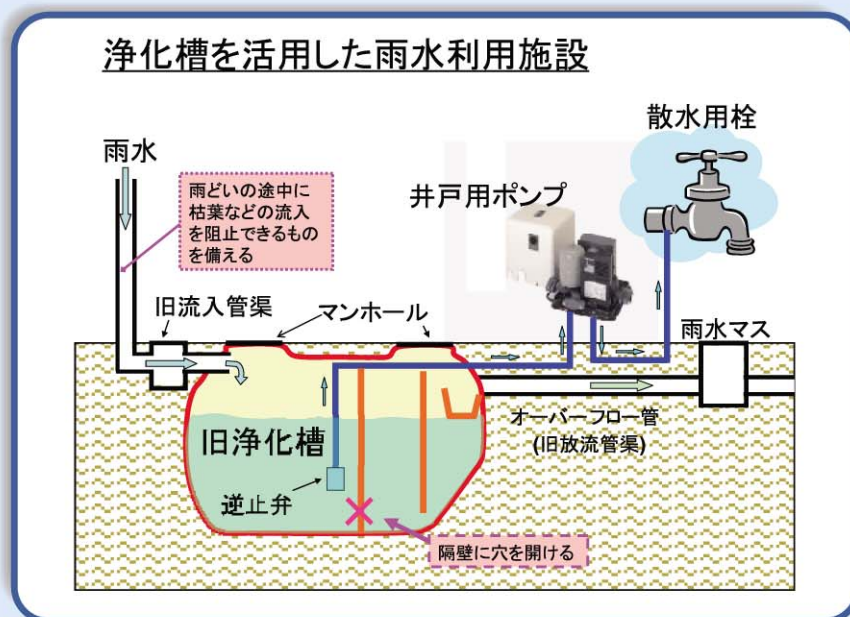 浄化槽を活用した雨水利用施設
散水用栓
雨水
井戸用ポンプ
雨どいの途中に
枯葉などの流入
を阻止できるもの
を備える
旧流入管渠
マンホール
雨水マス
オーバーフロー管
(旧放流管渠)
旧浄化槽
逆止弁
隔壁に穴を開ける